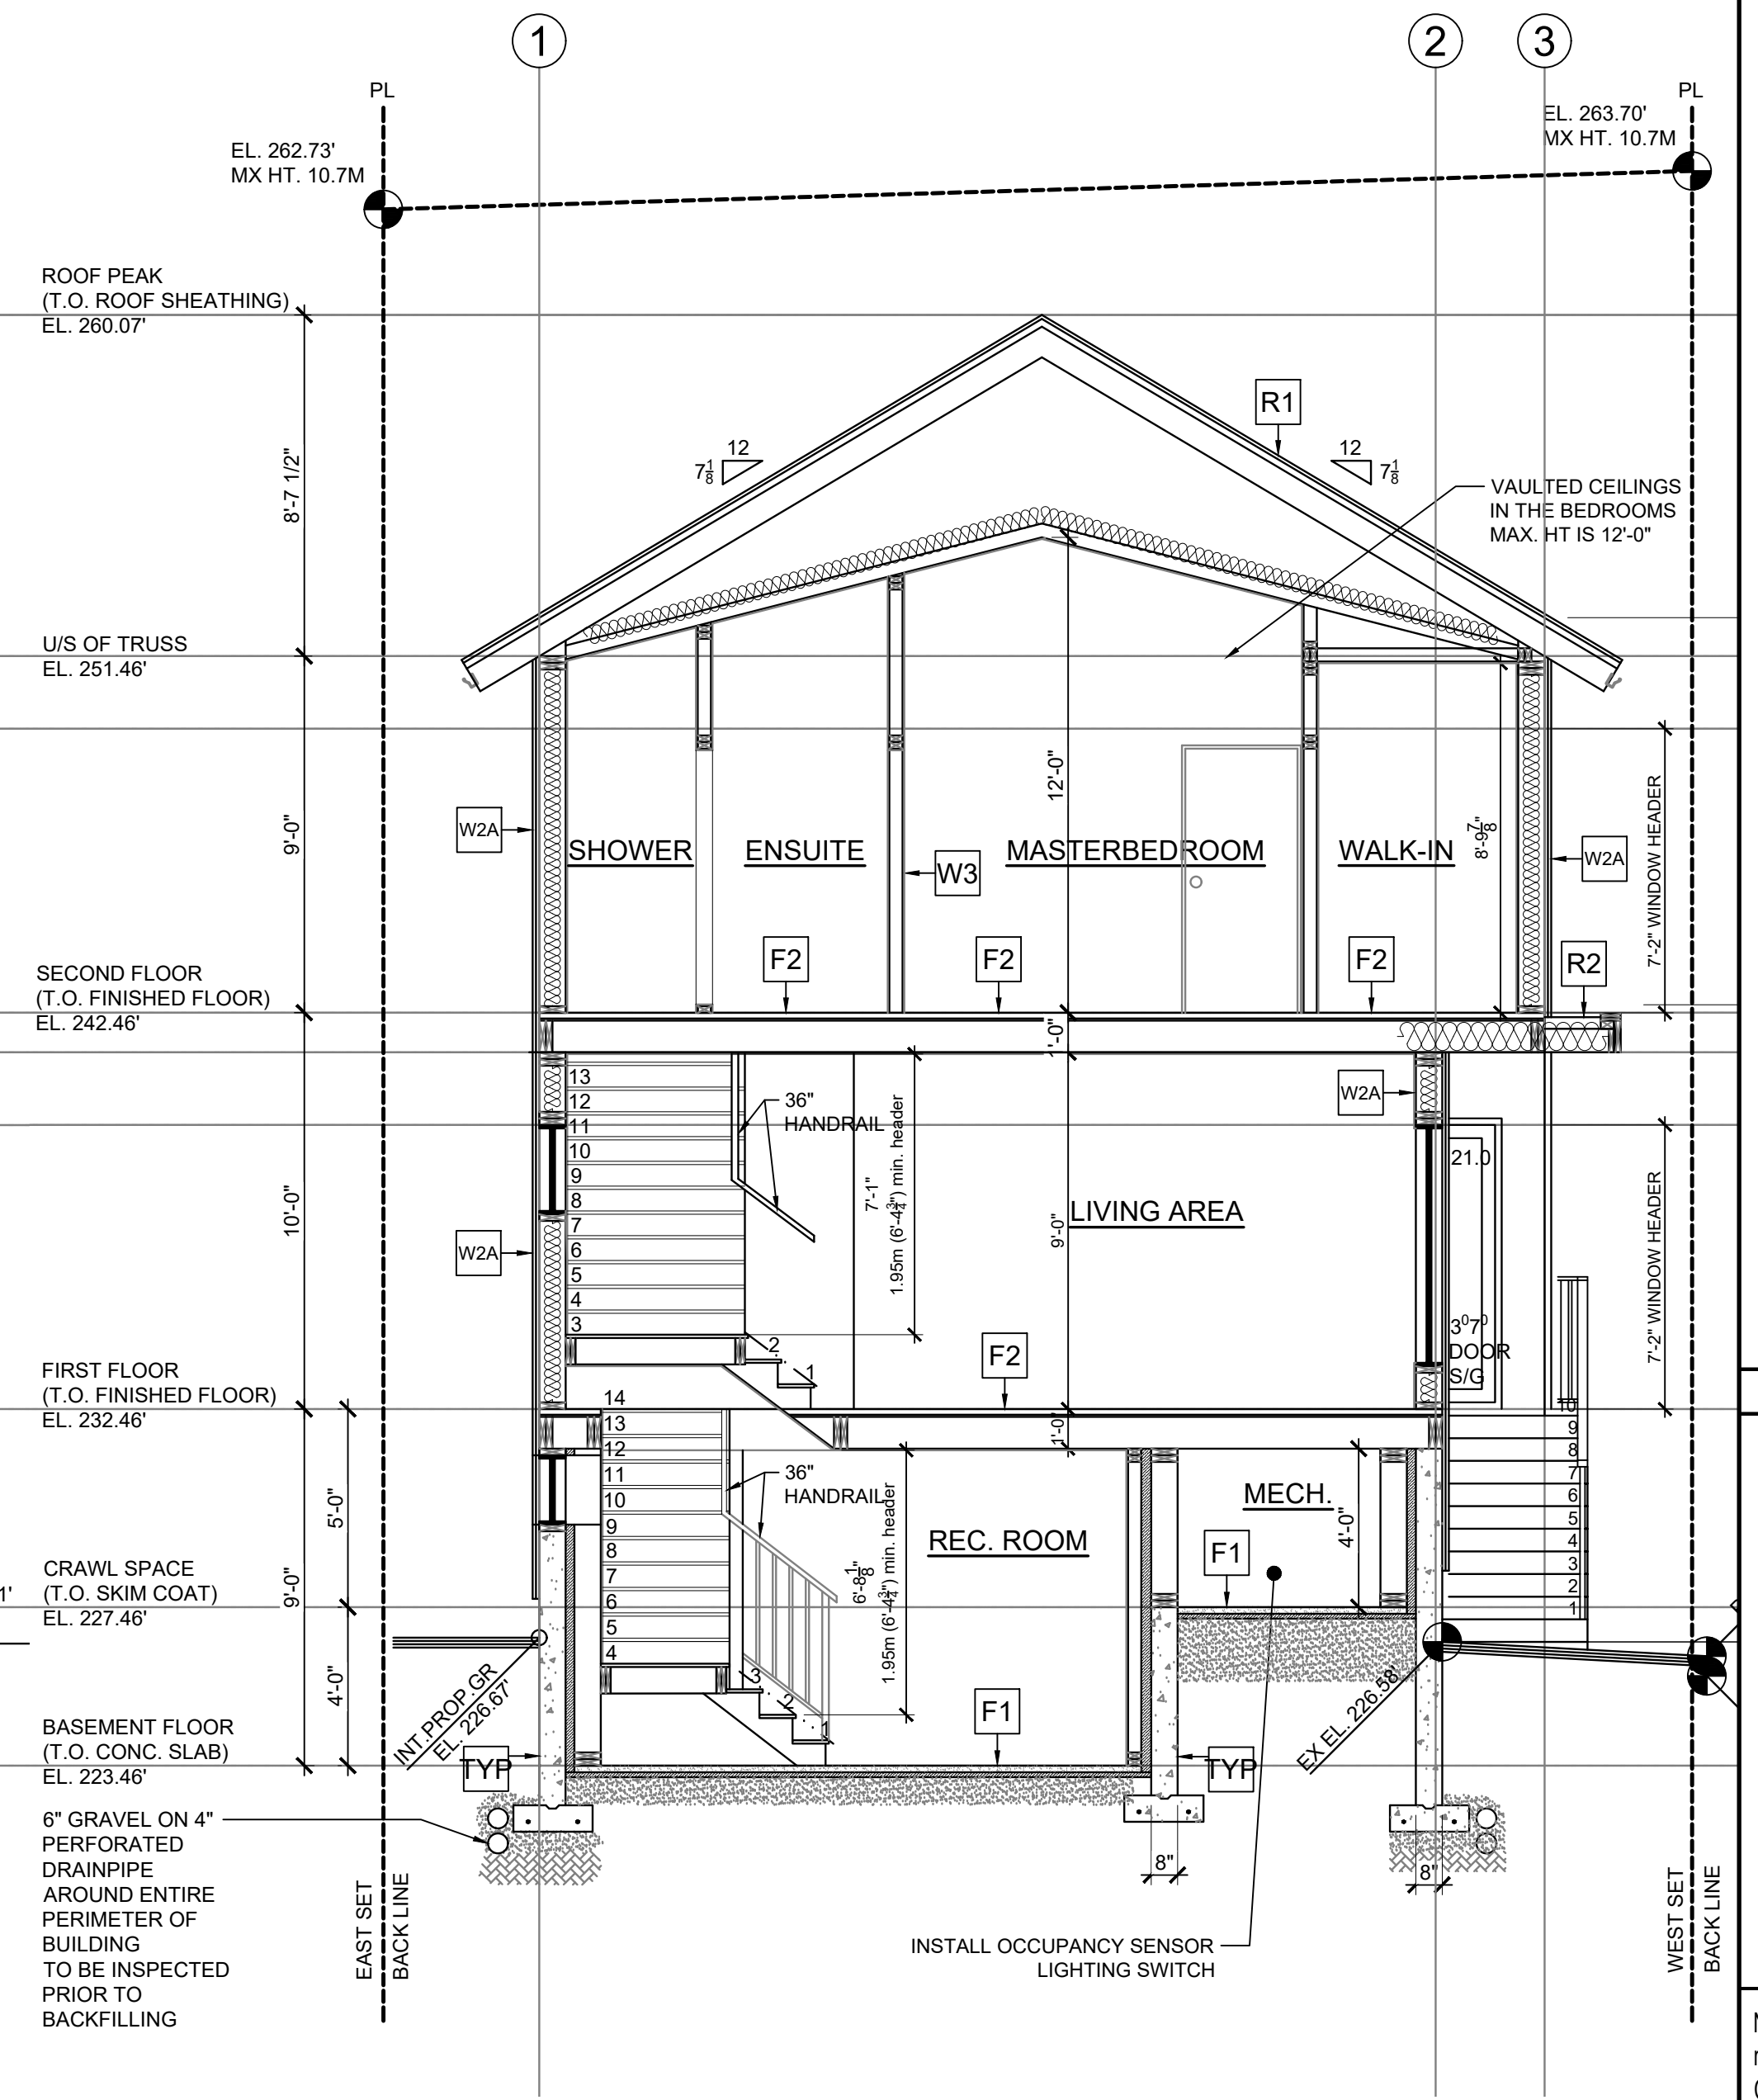 1
2
3
PL
PL
EL. 262.73'
MX HT. 10.7M
EL. 263.70'
MX HT. 10.7M
ROOF PEAK
(T.O. ROOF SHEATHING)
EL. 260.07'
8'-7 1/2"
R1
12
7 1/8
12
7 1/8
VAULTED CEILINGS
IN THE BEDROOMS
MAX. HT IS 12'-0"
U/S OF TRUSS
EL. 251.46'
9'-0"
W2A
SHOWER
ENSUITE
MASTERBEDROOM
WALK-IN
12'-0"
8'-9 7/8"
W2A
W3
7'-2" WINDOW HEADER
F2
F2
F2
R2
SECOND FLOOR
(T.O. FINISHED FLOOR)
EL. 242.46'
1'-0"
13
12
11
10
9
8
7
6
5
4
3
2
1
36"
HANDRAIL
7'-1"
1.95m (6'-4 3/4") min. header
W2A
21.0
LIVING AREA
9'-0"
10'-0"
W2A
7'-2" WINDOW HEADER
3⁰7⁰
DOOR
S/G
F2
FIRST FLOOR
(T.O. FINISHED FLOOR)
EL. 232.46'
1'-0"
14
13
12
11
10
9
8
7
6
5
4
3
2
1
36"
HANDRAIL
6'-8 1/8"
1.95m (6'-4 3/4") min. header
REC. ROOM
MECH.
4'-0"
F1
10
9
8
7
6
5
4
3
2
1
5'-0"
9'-0"
CRAWL SPACE
(T.O. SKIM COAT)
EL. 227.46'
1'
4'-0"
INT.PROP.GR
EL. 226.67'
EX EL. 226.58'
F1
BASEMENT FLOOR
(T.O. CONC. SLAB)
EL. 223.46'
TYP
TYP
6" GRAVEL ON 4"
PERFORATED
DRAINPIPE
AROUND ENTIRE
PERIMETER OF
BUILDING
TO BE INSPECTED
PRIOR TO
BACKFILLING
8"
8"
EAST SET
BACK LINE
INSTALL OCCUPANCY SENSOR
LIGHTING SWITCH
WEST SET
BACK LINE